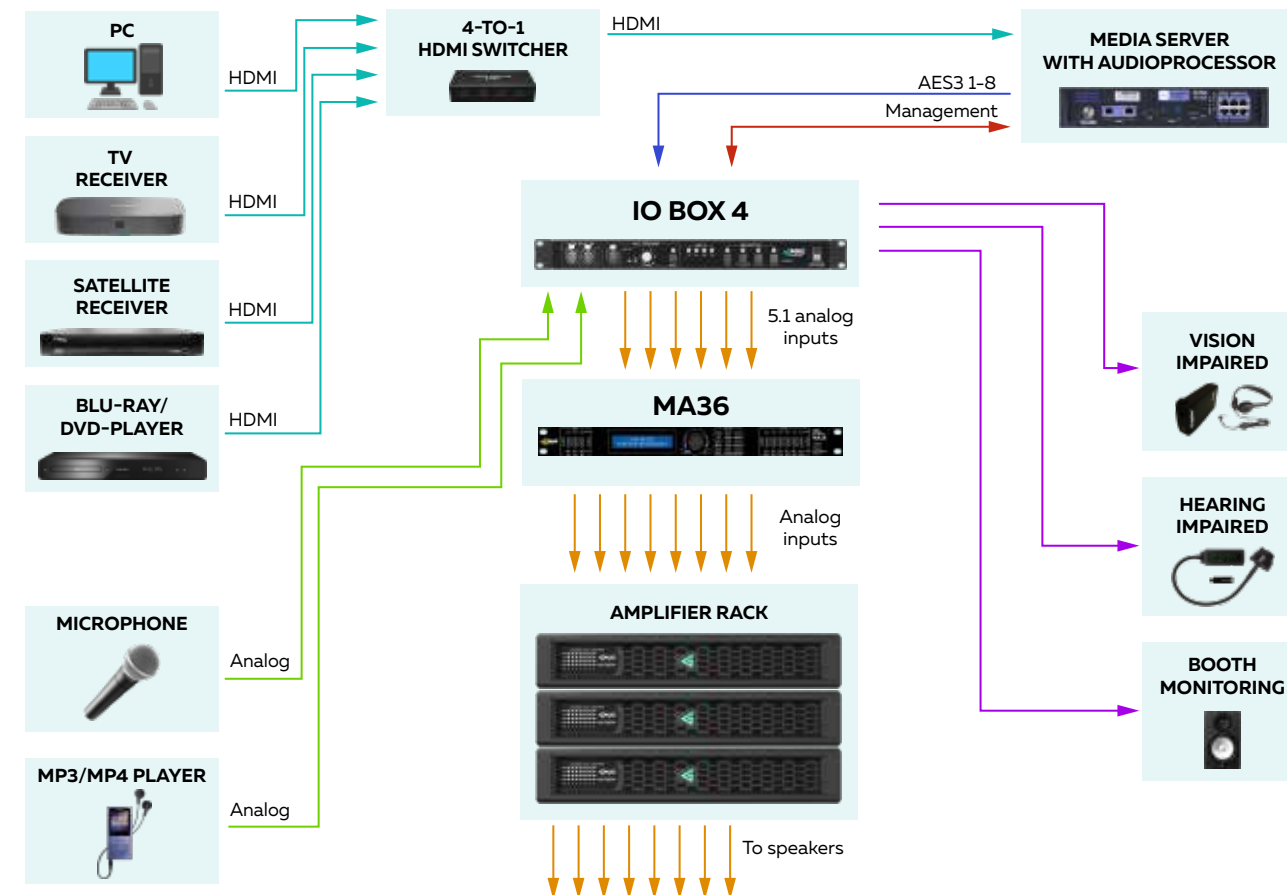 PC
HDMI
4-TO-1
HDMI SWITCHER
HDMI
MEDIA SERVER
WITH AUDIOPROCESSOR
AES3 1-8
Management
TV
RECEIVER
HDMI
IO BOX 4
SATELLITE
RECEIVER
HDMI
5.1 analog
inputs
VISION
IMPAIRED
BLU-RAY/
DVD-PLAYER
HDMI
MA36
HEARING
IMPAIRED
Analog
inputs
MICROPHONE
Analog
AMPLIFIER RACK
BOOTH
MONITORING
MP3/MP4 PLAYER
Analog
To speakers